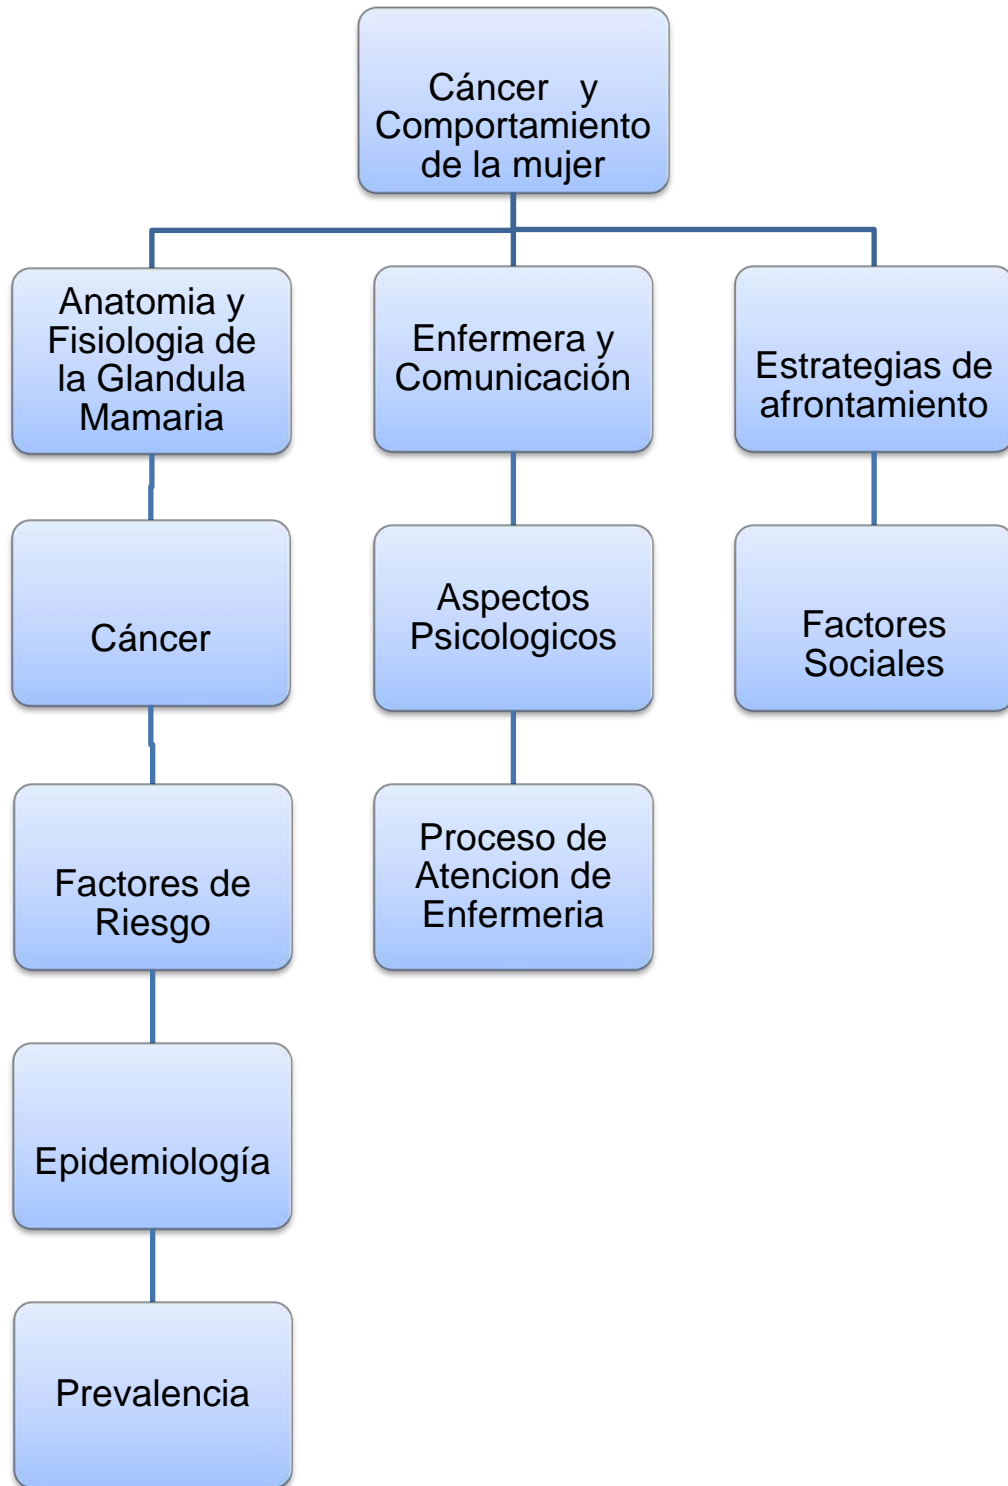 Cáncer y
Comportamiento
de la mujer
Anatomia y
Fisiologia de
la Glandula
Mamaria
Enfermera y
Comunicación
Estrategias de
afrontamiento
Cáncer
Aspectos
Psicologicos
Factores
Sociales
Factores de
Riesgo
Proceso de
Atencion de
Enfermeria
Epidemiología
Prevalencia